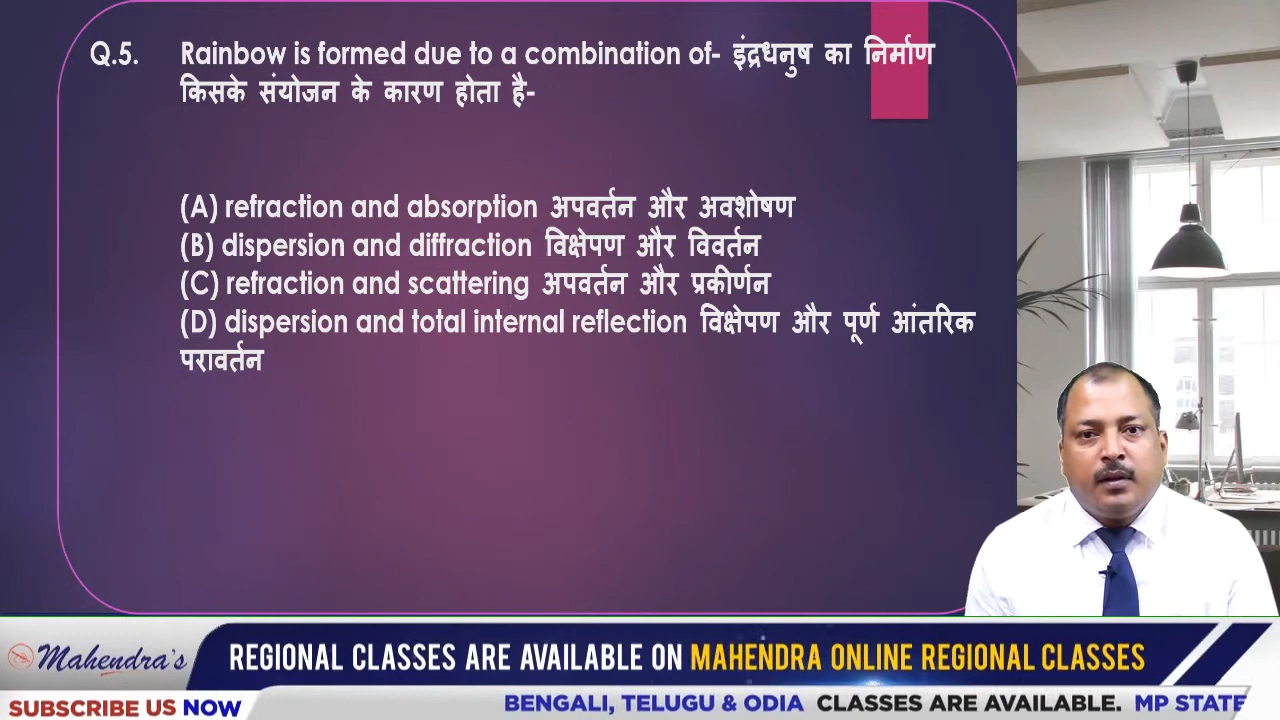 Q.5. Rainbow is formed due to a combination of- इंद्रधनुष का निर्माण
किसके संयोजन के कारण होता है-
(A) refraction and absorption अपवर्तन और अवशोषण
(B) dispersion and diffraction विक्षेपण और विवर्तन
(C) refraction and scattering अपवर्तन और प्रकीर्णन
(D) dispersion and total internal reflection विक्षेपण और पूर्ण आंतरिक
परावर्तन
Mahendra's
REGIONAL CLASSES ARE AVAILABLE ON MAHENDRA ONLINE REGIONAL CLASSES
SUBSCRIBE US NOW
BENGALI, TELUGU & ODIA CLASSES ARE AVAILABLE. MP STATE